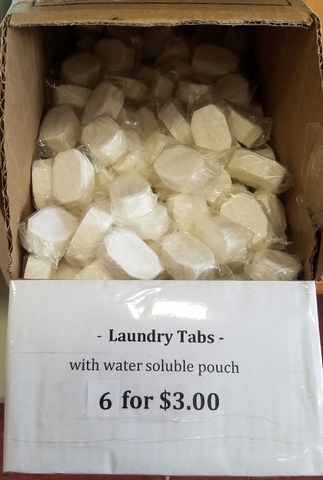 - Laundry Tabs -
with water soluble pouch
6 for $3.00